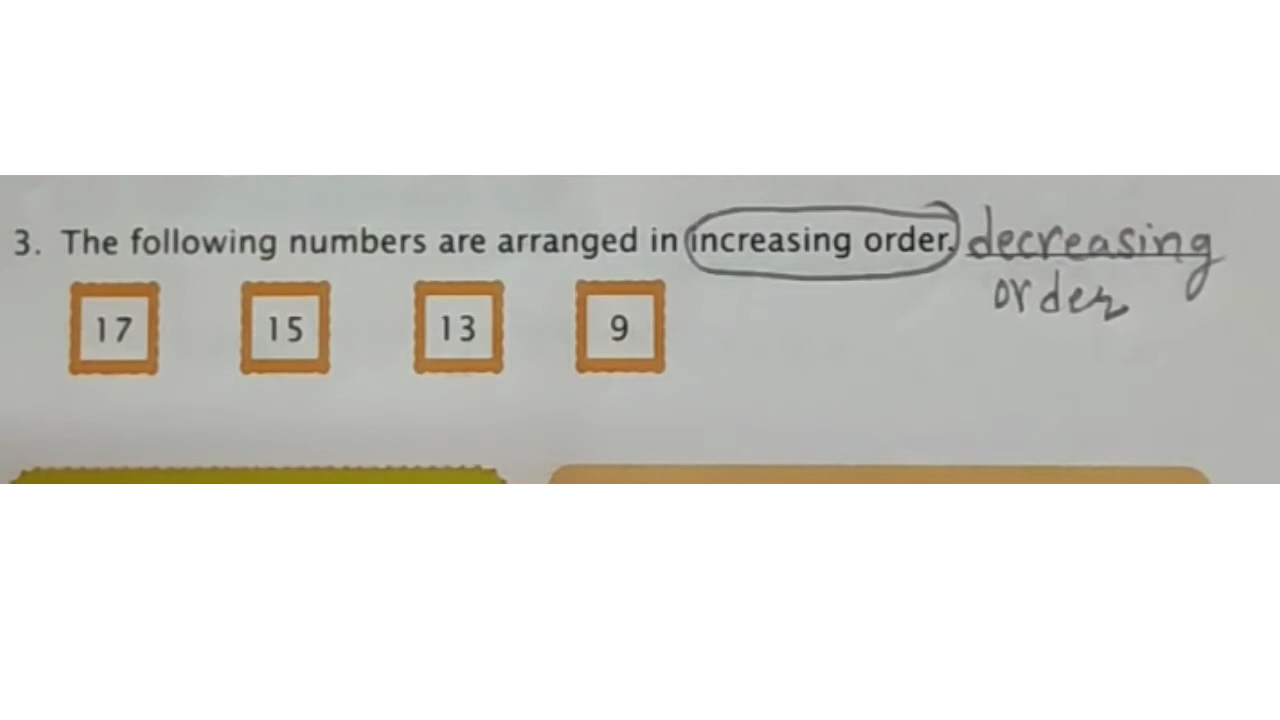 3. The following numbers are arranged in increasing order. decreasing
order
17 15 13 9